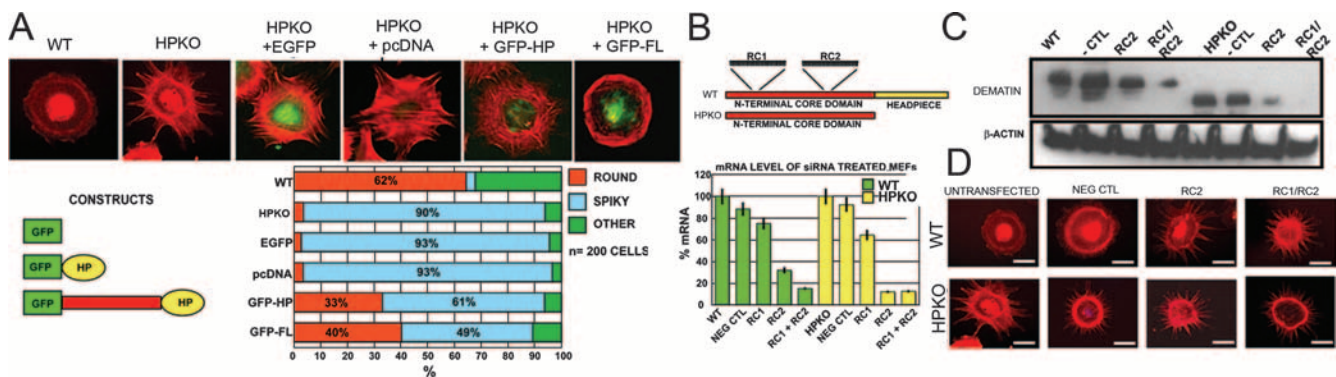 A
WT
HPKO
HPKO
+EGFP
HPKO
+ pcDNA
HPKO
+ GFP-HP
HPKO
+ GFP-FL
CONSTRUCTS
GFP
GFP HP
GFP HP
WT 62%
HPKO 90%
EGFP 93%
pcDNA 93%
GFP-HP 33% 61%
GFP-FL 40% 49%
0 10 20 30 40 50 60 70 80 90 100
%
ROUND
SPIKY
OTHER
n= 200 CELLS
B
RC1 RC2
WT
N-TERMINAL CORE DOMAIN HEADPIECE
HPKO
N-TERMINAL CORE DOMAIN
mRNA LEVEL OF siRNA TREATED MEFs
WT
HPKO
% mRNA
120
100
80
60
40
20
0
WT NEG CTL RC1 RC2 RC1 + RC2 HPKO NEG CTL RC1 RC2 RC1 + RC2
C
WT - CTL RC2 RC1/RC2 HPKO - CTL RC2 RC1/RC2
DEMATIN
β-ACTIN
D
UNTRANSFECTED NEG CTL RC2 RC1/RC2
WT
HPKO